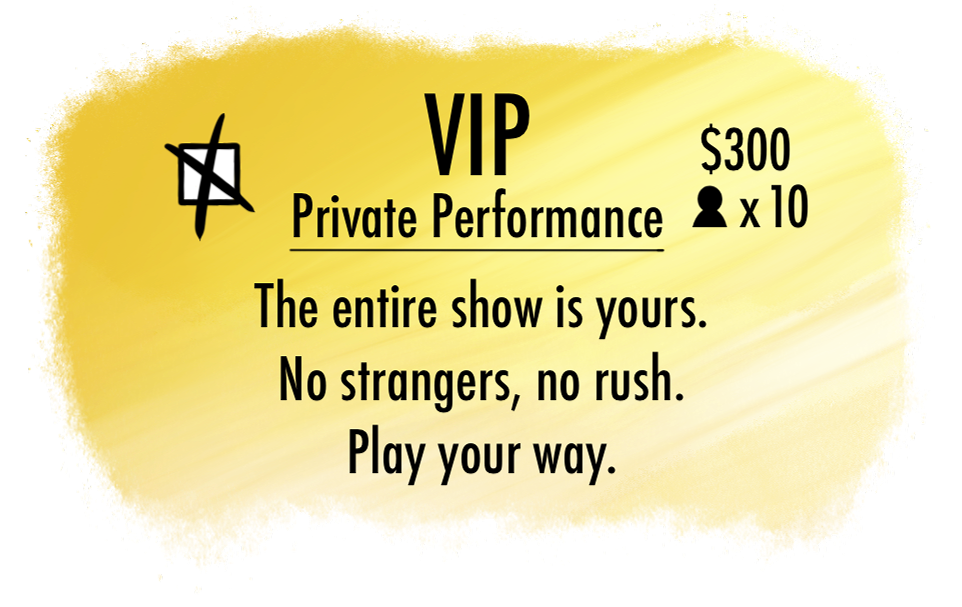 VIP
Private Performance
$300
x 10
The entire show is yours.
No strangers, no rush.
Play your way.